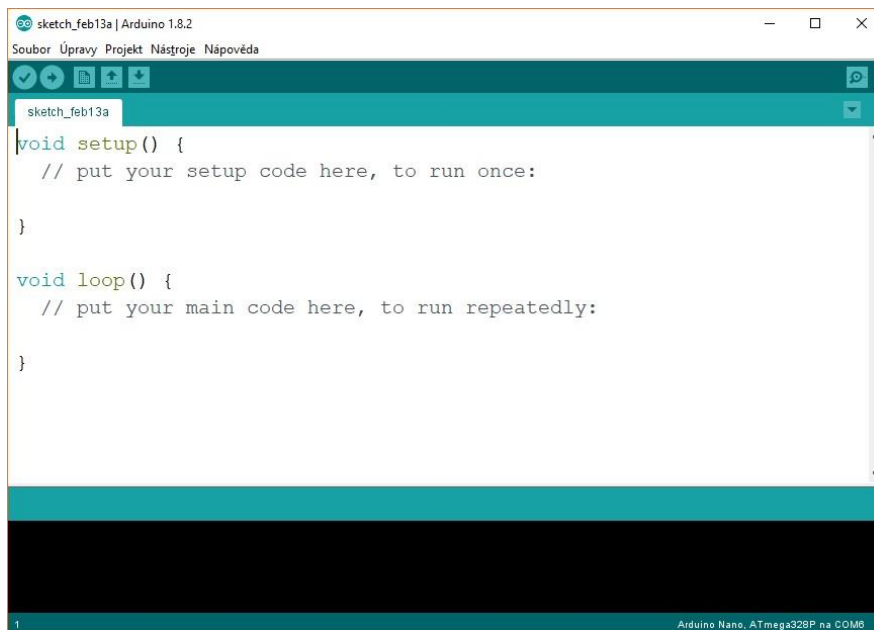 sketch_feb13a | Arduino 1.8.2
Soubor Úpravy Projekt Nástroje Nápověda
sketch_feb13a
void setup() {
// put your setup code here, to run once:
}
void loop() {
// put your main code here, to run repeatedly:
}
1 Arduino Nano, ATmega328P na COM6